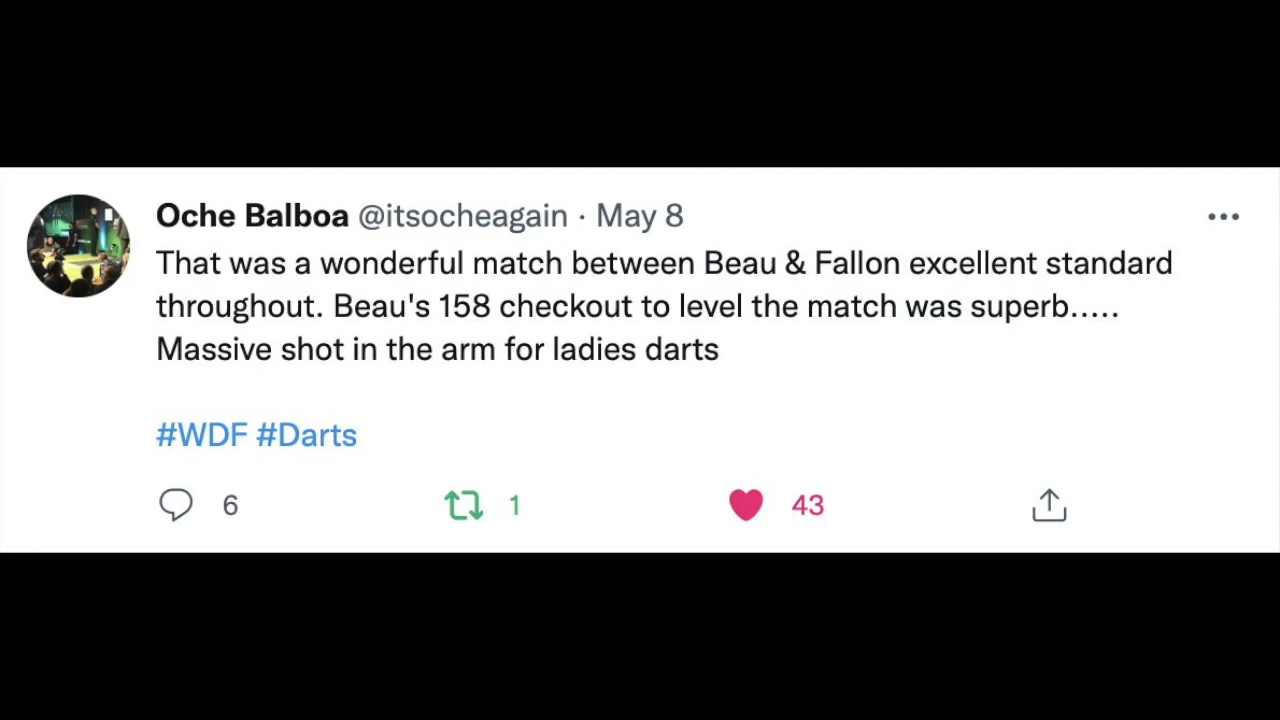 Oche Balboa @itsocheagain · May 8
That was a wonderful match between Beau & Fallon excellent standard
throughout. Beau's 158 checkout to level the match was superb.....
Massive shot in the arm for ladies darts
#WDF #Darts
6 1 43